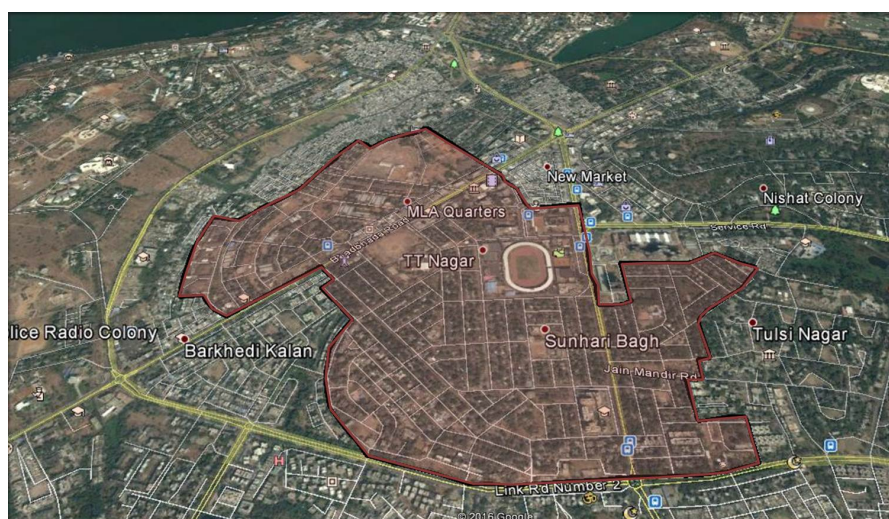 New Market
Nishat Colony
MLA Quarters
Service Rd
TT Nagar
lice Radio Colony
Barkhedi Kalan
Sunhari Bagh
Tulsi Nagar
Jain Mandir Rd
H
Link Rd Number 2
© 2016 Google